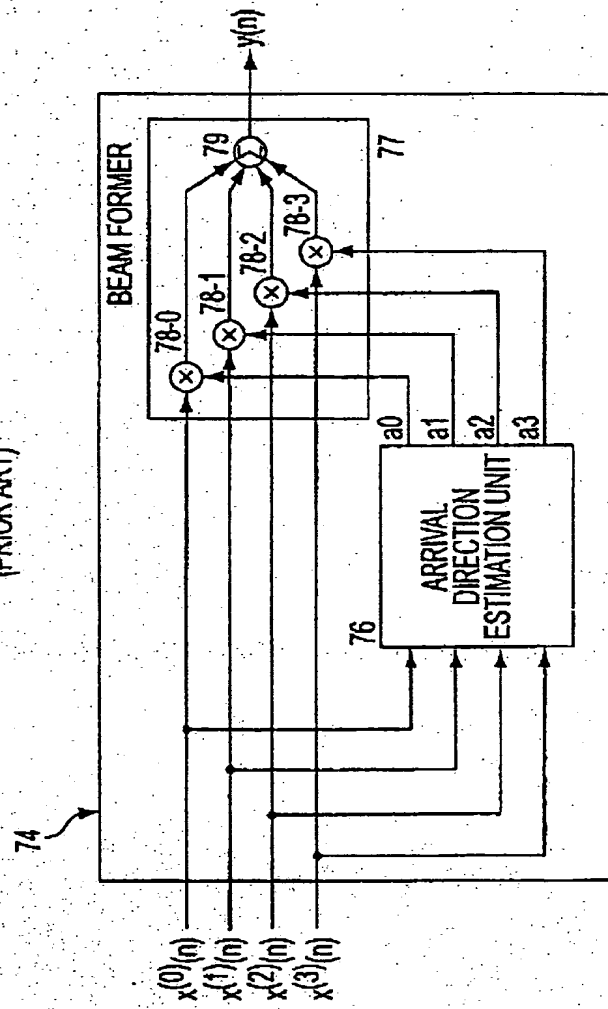 (PRIOR ART)
74
BEAM FORMER
79
y(n)
78-0
78-1
78-2
78-3
77
x(0)(n)
x(1)(n)
x(2)(n)
x(3)(n)
76
ARRIVAL
DIRECTION
ESTIMATION UNIT
a0
a1
a2
a3